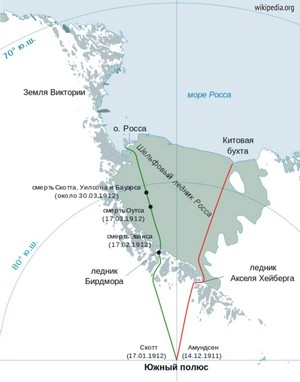 wikipedia.org
70° ю.ш.
Земля Виктории
море Росса
о. Росса
Китовая
бухта
Шельфовый ледник Росса
смерть Скотта, Уилсона и Бауэрса
(около 30.03.1912)
смерть Оутса
(17.03.1912)
смерть Эванса
(17.02.1912)
80° ю.ш.
ледник
Бирдмора
ледник
Акселя Хейберга
Скотт
(17.01.1912)
Амундсен
(14.12.1911)
Южный полюс